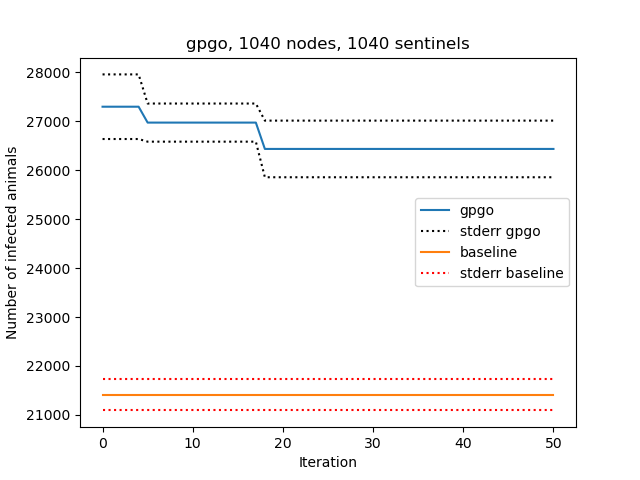 gpgo, 1040 nodes, 1040 sentinels
Number of infected animals
28000
27000
26000
25000
24000
23000
22000
21000
gpgo
stderr gpgo
baseline
stderr baseline
0 10 20 30 40 50
Iteration